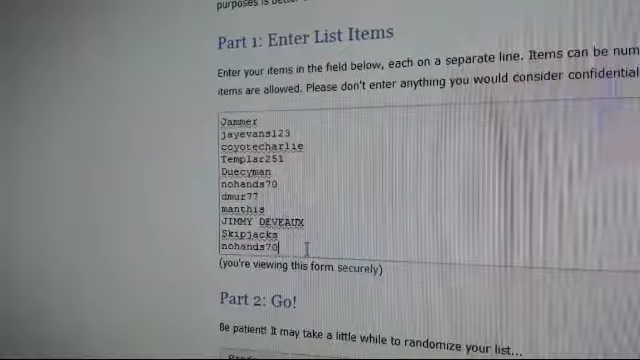 purposes is
Part 1: Enter List Items
Enter your items in the field below, each on a separate line. Items can be num
items are allowed. Please don't enter anything you would consider confidential
Jammer
jayevans123
coyotecharlie
Templar251
Duecyman
nohands70
dmur77
manthis
JIMMY DEVEAUX
Skipjacks
nohands70
(you're viewing this form securely)
Part 2: Go!
Be patient! It may take a little while to randomize your list...